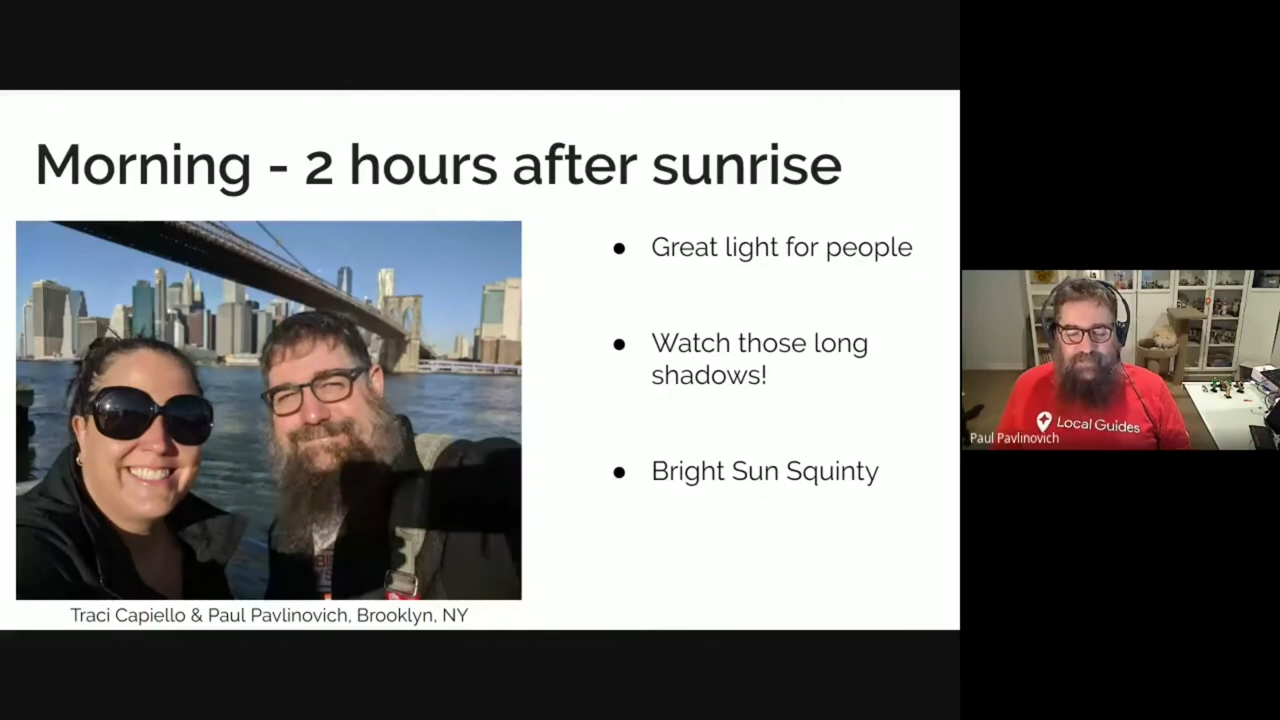 Morning - 2 hours after sunrise
Great light for people
Watch those long
shadows!
Bright Sun Squinty
Traci Capiello & Paul Pavlinovich, Brooklyn, NY
Local Guides
Paul Pavlinovich